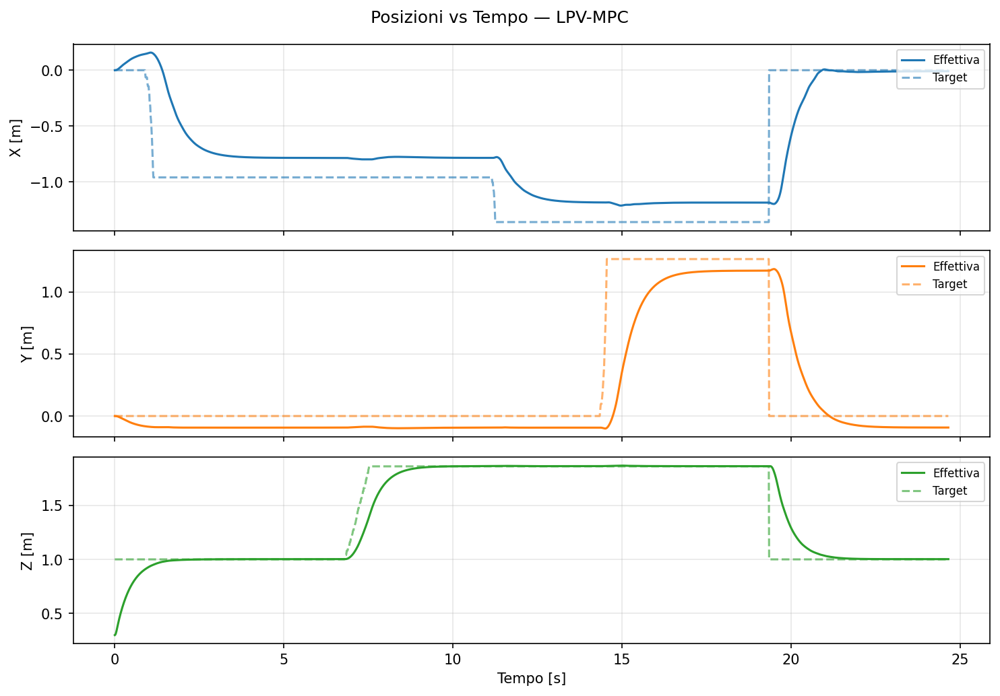 Posizioni vs Tempo — LPV-MPC
X [m]
0.0
−0.5
−1.0
Effettiva
Target
Y [m]
1.0
0.5
0.0
Effettiva
Target
Z [m]
1.5
1.0
0.5
Effettiva
Target
0 5 10 15 20 25
Tempo [s]